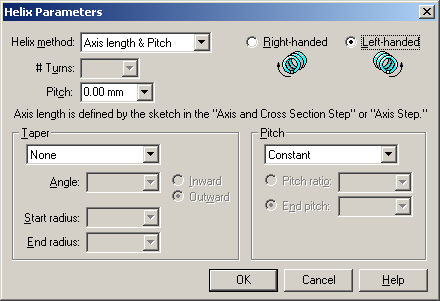 Helix Parameters
Helix method: Axis length & Pitch
Right-handed
Left-handed
# Turns:
Pitch: 0.00 mm
Axis length is defined by the sketch in the "Axis and Cross Section Step" or "Axis Step."
Taper
None
Angle:
Inward
Outward
Start radius:
End radius:
Pitch
Constant
Pitch ratio:
End pitch:
OK
Cancel
Help